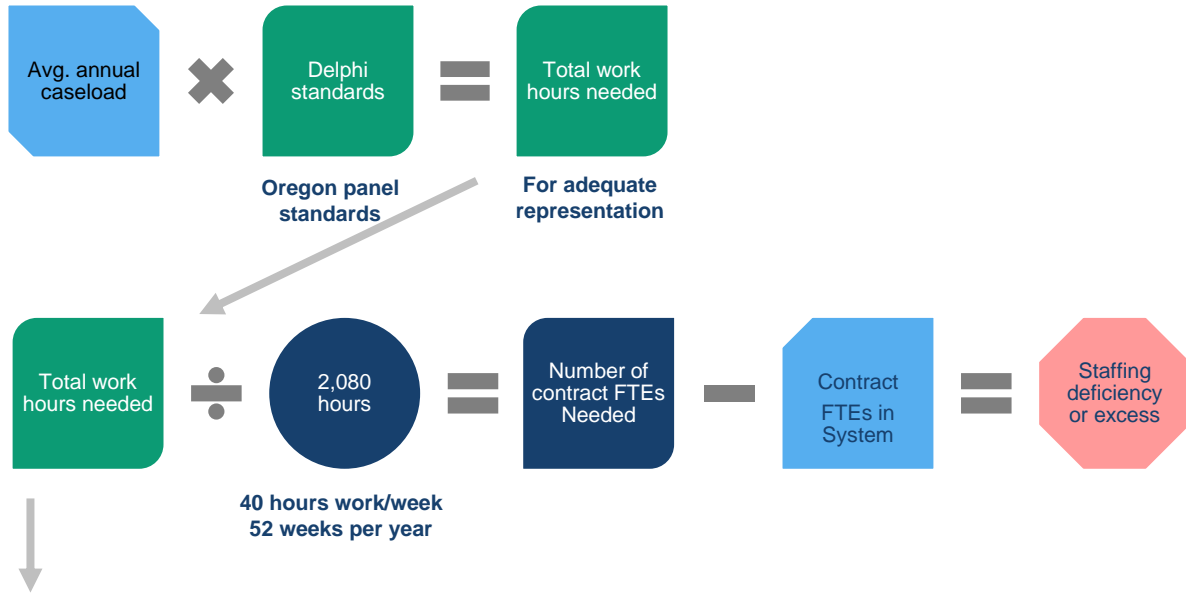 Avg. annual
caseload
Delphi
standards
Total work
hours needed
Oregon panel
standards
For adequate
representation
Total work
hours needed
2,080
hours
Number of
contract FTEs
Needed
Contract
FTEs in
System
Staffing
deficiency
or excess
40 hours work/week
52 weeks per year